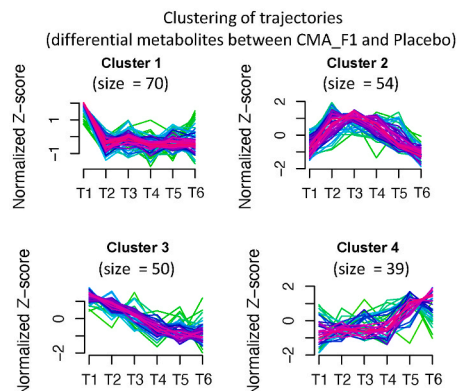 Clustering of trajectories
(differential metabolites between CMA_F1 and Placebo)
Cluster 1
(size = 70)
Normalized Z-score
1
−1
T1 T2 T3 T4 T5 T6
Cluster 2
(size = 54)
Normalized Z-score
2
0
−2
T1 T2 T3 T4 T5 T6
Cluster 3
(size = 50)
Normalized Z-score
0
−2
T1 T2 T3 T4 T5 T6
Cluster 4
(size = 39)
Normalized Z-score
2
0
−2
T1 T2 T3 T4 T5 T6